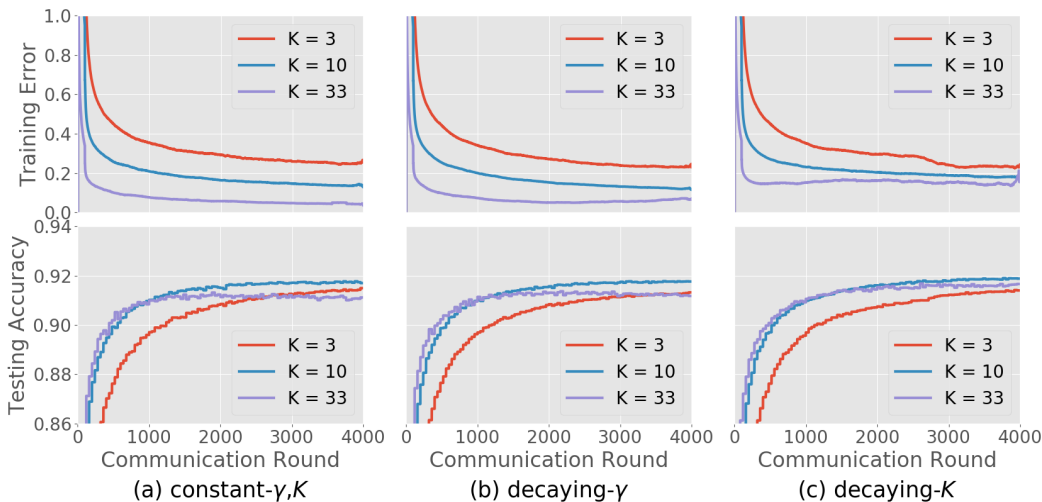 1.0
0.8
0.6
0.4
0.2
0.0
Training Error
K = 3
K = 10
K = 33
K = 3
K = 10
K = 33
K = 3
K = 10
K = 33
0.94
0.92
0.90
0.88
0.86
Testing Accuracy
K = 3
K = 10
K = 33
K = 3
K = 10
K = 33
K = 3
K = 10
K = 33
0 1000 2000 3000 4000
0 1000 2000 3000 4000
0 1000 2000 3000 4000
Communication Round
Communication Round
Communication Round
(a) constant-γ,K
(b) decaying-γ
(c) decaying-K